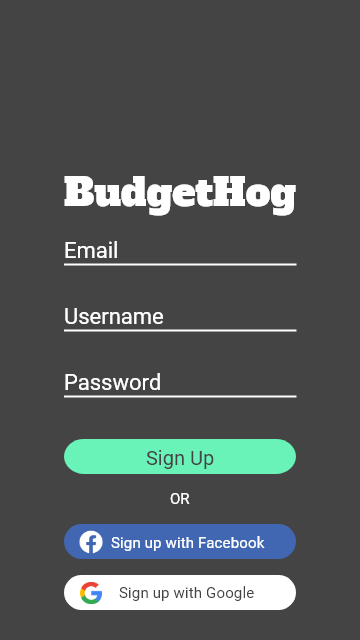 BudgetHog
Email
Username
Password
Sign Up
OR
Sign up with Facebook
Sign up with Google